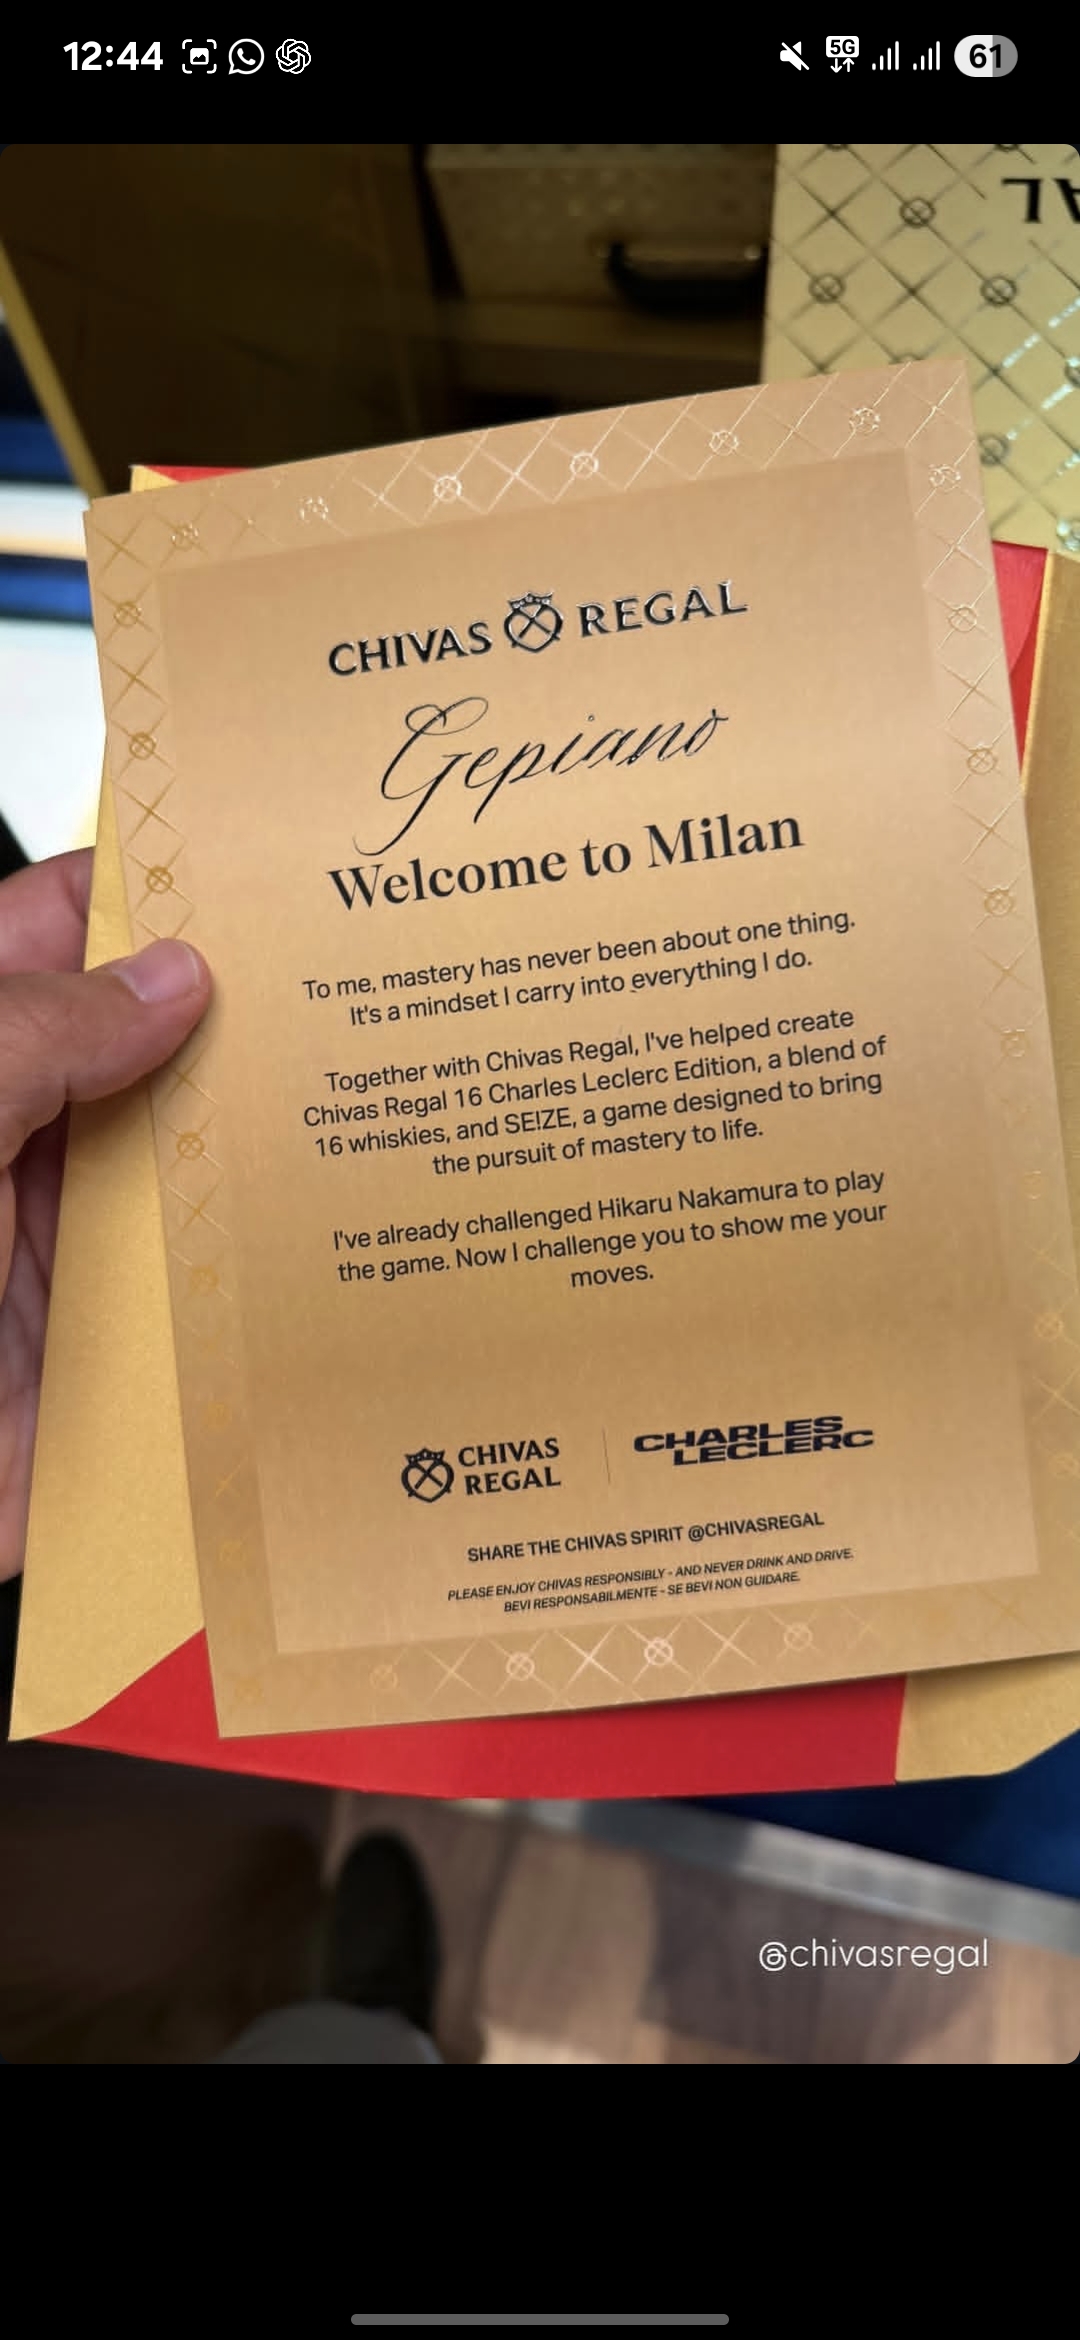 12:44
5G
61
AL
CHIVAS REGAL
Gepiano
Welcome to Milan
To me, mastery has never been about one thing.
It's a mindset I carry into everything I do.
Together with Chivas Regal, I've helped create
Chivas Regal 16 Charles Leclerc Edition, a blend of
16 whiskies, and SE!ZE, a game designed to bring
the pursuit of mastery to life.
I've already challenged Hikaru Nakamura to play
the game. Now I challenge you to show me your
moves.
CHIVAS
REGAL
CHARLES
LECLERC
SHARE THE CHIVAS SPIRIT @CHIVASREGAL
PLEASE ENJOY CHIVAS RESPONSIBLY - AND NEVER DRINK AND DRIVE.
BEVI RESPONSABILMENTE - SE BEVI NON GUIDARE.
@chivasregal